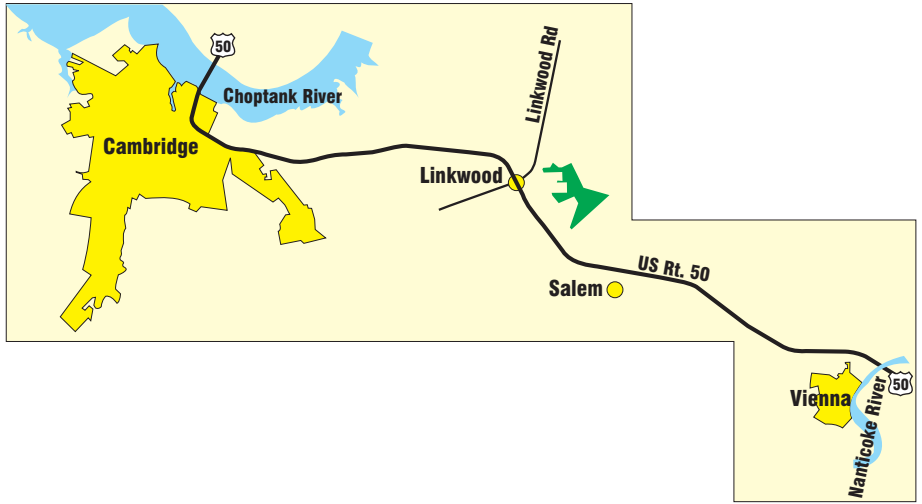 50
Linkwood Rd
Choptank River
Cambridge
Linkwood
US Rt. 50
Salem
50
Vienna
Nanticoke River